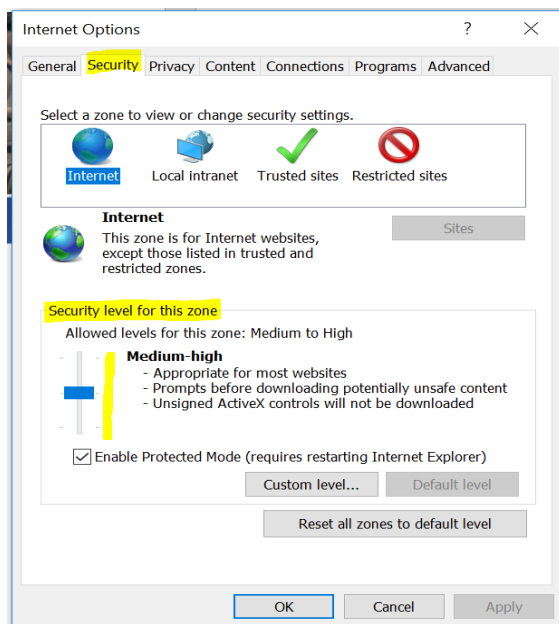 Internet Options ? ×
General Security Privacy Content Connections Programs Advanced
Select a zone to view or change security settings.
Internet Local intranet Trusted sites Restricted sites
Internet
This zone is for Internet websites,
except those listed in trusted and
restricted zones.
Sites
Security level for this zone
Allowed levels for this zone: Medium to High
Medium-high
- Appropriate for most websites
- Prompts before downloading potentially unsafe content
- Unsigned ActiveX controls will not be downloaded
Enable Protected Mode (requires restarting Internet Explorer)
Custom level... Default level
Reset all zones to default level
OK Cancel Apply